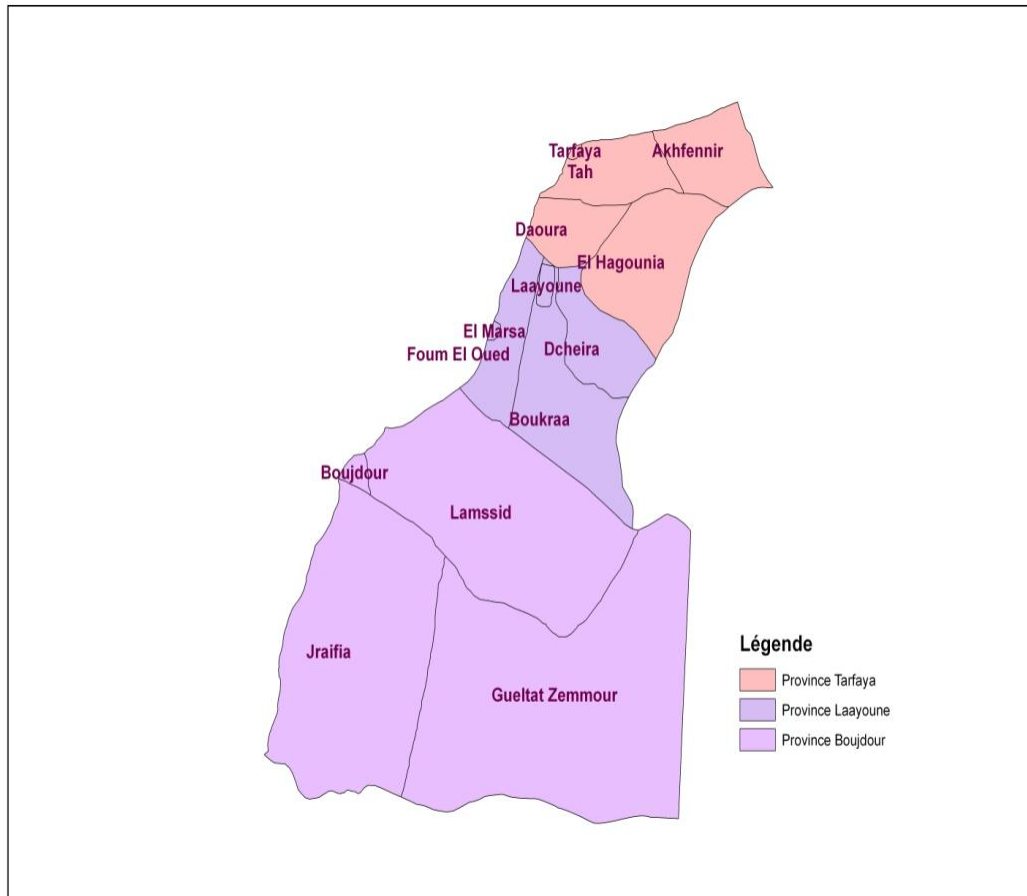 Tarfaya
Akhfennir
Tah
Daoura
El Hagounia
Laayoune
El Marsa
Foum El Oued
Dcheira
Boukraa
Boujdour
Lamssid
Jraifia
Gueltat Zemmour
Légende
Province Tarfaya
Province Laayoune
Province Boujdour